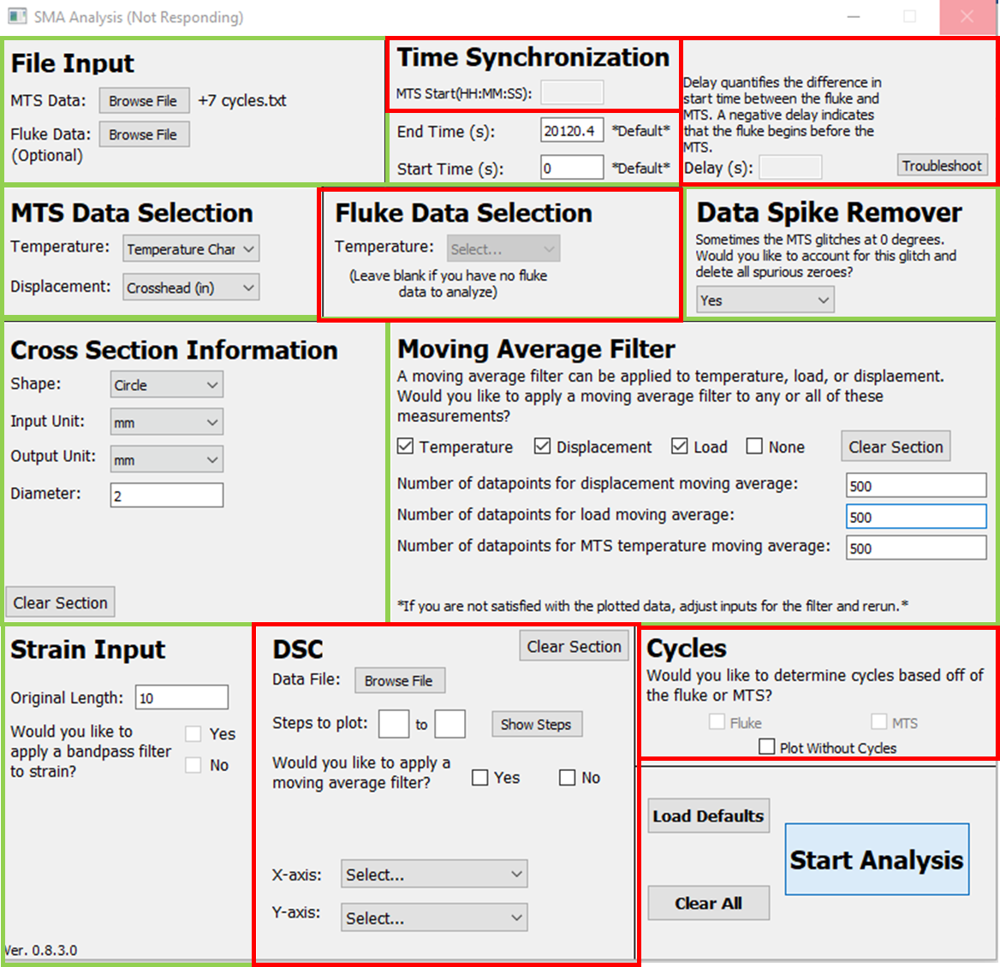 SMA Analysis (Not Responding)
File Input
MTS Data:
Browse File
+7 cycles.txt
Fluke Data:
Browse File
(Optional)
Time Synchronization
MTS Start(HH:MM:SS):
End Time (s):
20120.4
*Default*
Start Time (s):
0
*Default*
Delay quantifies the difference in
start time between the fluke and
MTS. A negative delay indicates
that the fluke begins before the
MTS.
Delay (s):
Troubleshoot
MTS Data Selection
Temperature:
Temperature Char
Displacement:
Crosshead (in)
Fluke Data Selection
Temperature:
Select...
(Leave blank if you have no fluke
data to analyze)
Data Spike Remover
Sometimes the MTS glitches at 0 degrees.
Would you like to account for this glitch and
delete all spurious zeroes?
Yes
Cross Section Information
Shape:
Circle
Input Unit:
mm
Output Unit:
mm
Diameter:
2
Clear Section
Moving Average Filter
A moving average filter can be applied to temperature, load, or displaement.
Would you like to apply a moving average filter to any or all of these
measurements?
Temperature
Displacement
Load
None
Clear Section
Number of datapoints for displacement moving average:
500
Number of datapoints for load moving average:
500
Number of datapoints for MTS temperature moving average:
500
*If you are not satisfied with the plotted data, adjust inputs for the filter and rerun.*
Strain Input
Original Length:
10
Would you like to
apply a bandpass filter
to strain?
Yes
No
Ver. 0.8.3.0
DSC
Clear Section
Data File:
Browse File
Steps to plot:
to
Show Steps
Would you like to apply a
moving average filter?
Yes
No
X-axis:
Select...
Y-axis:
Select...
Cycles
Would you like to determine cycles based off of
the fluke or MTS?
Fluke
MTS
Plot Without Cycles
Load Defaults
Start Analysis
Clear All